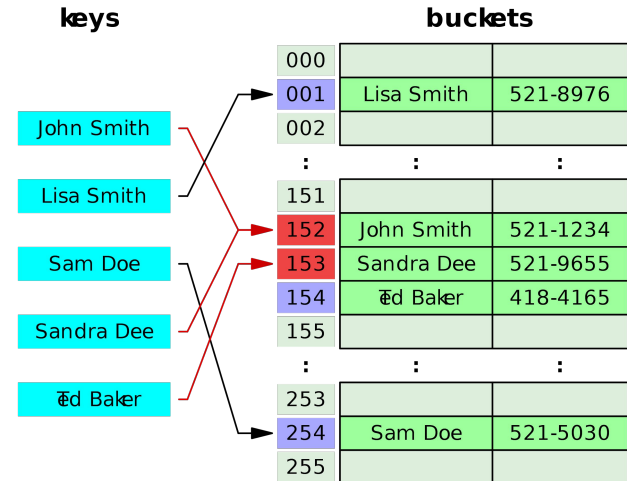 keys
buckets
000
001 Lisa Smith 521-8976
002
: : :
151
152 John Smith 521-1234
153 Sandra Dee 521-9655
154 Ted Baker 418-4165
155
: : :
253
254 Sam Doe 521-5030
255
John Smith
Lisa Smith
Sam Doe
Sandra Dee
Ted Baker